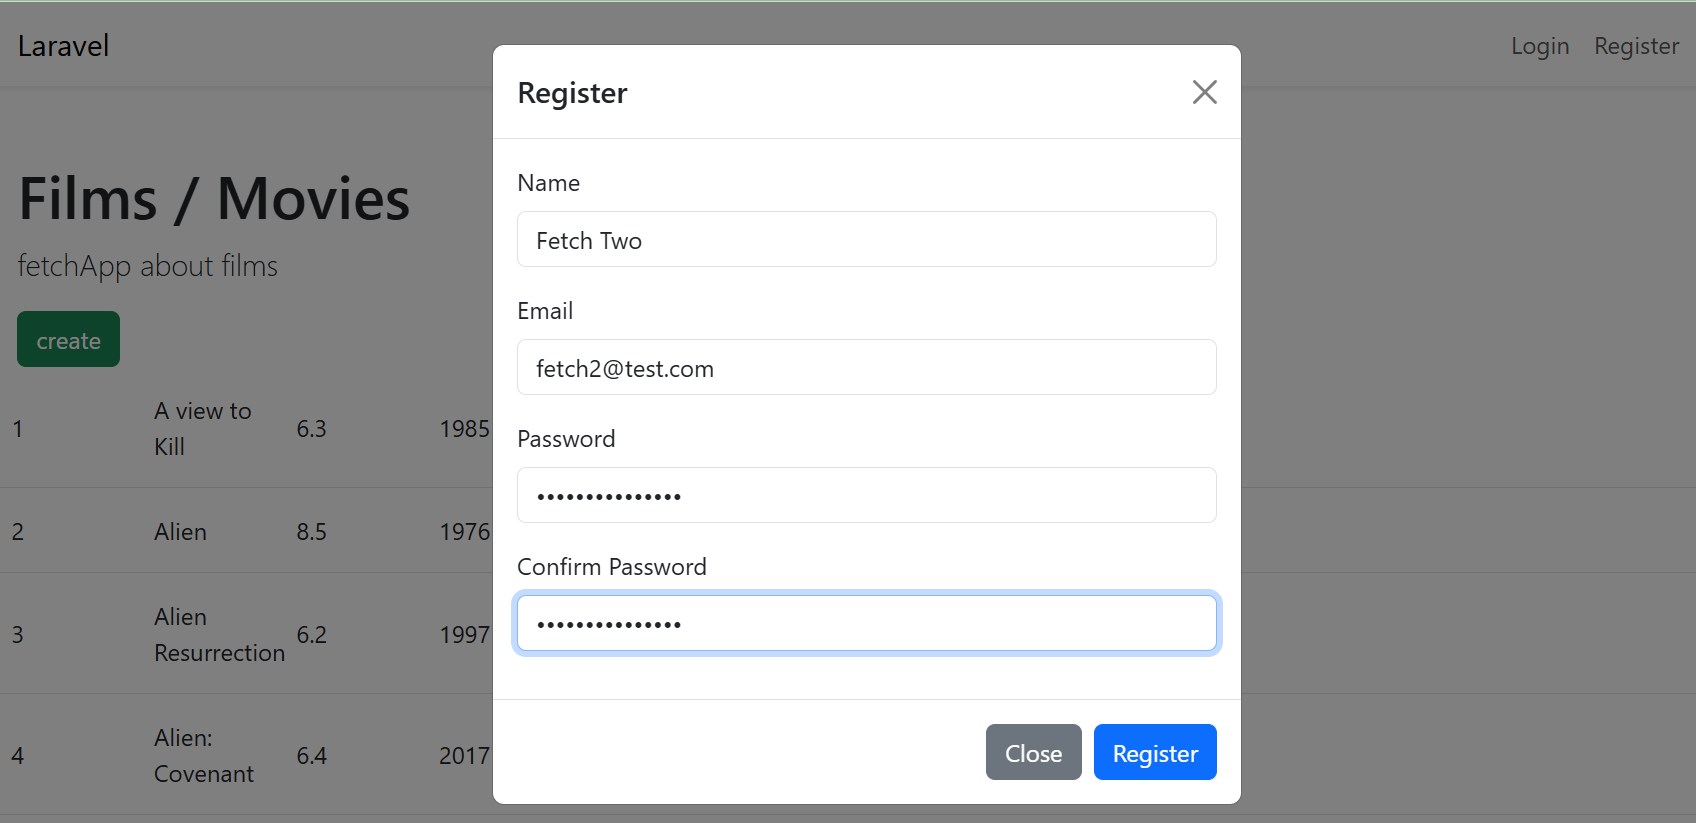 Laravel
Login Register
Films / Movies
fetchApp about films
create
1 A view to Kill 6.3 1985
2 Alien 8.5 1976
3 Alien Resurrection 6.2 1997
4 Alien: Covenant 6.4 2017
Register
Name
Fetch Two
Email
fetch2@test.com
Password
•••••••••••••••
Confirm Password
•••••••••••••••
Close Register